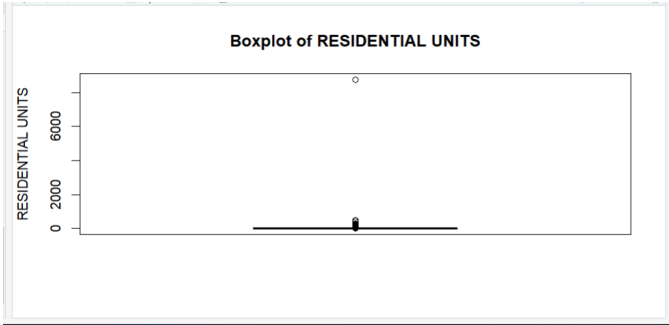 Boxplot of RESIDENTIAL UNITS
RESIDENTIAL UNITS
6000
2000
0